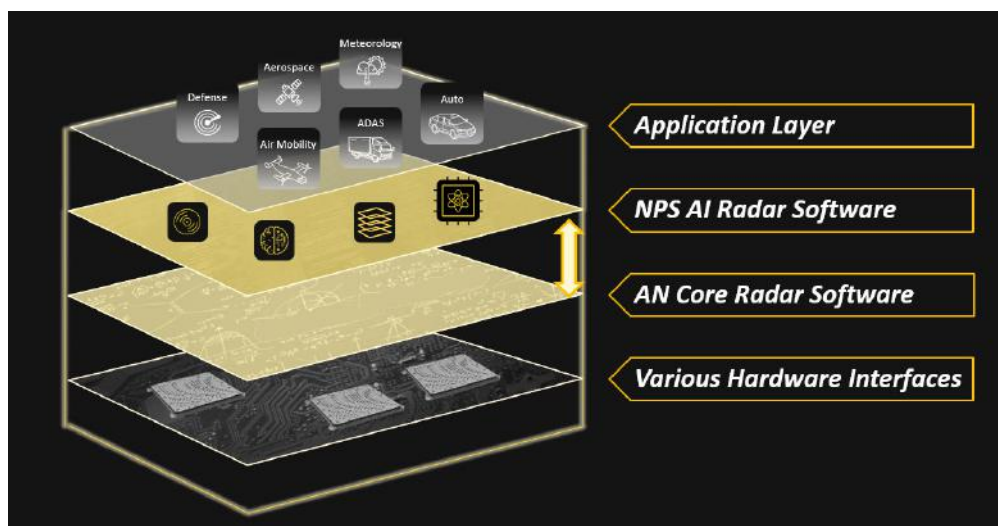 Meteorology
Aerospace
Defense
Auto
ADAS
Air Mobility
Application Layer
NPS AI Radar Software
AN Core Radar Software
Various Hardware Interfaces